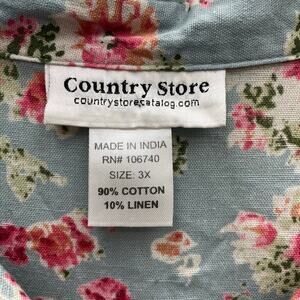 Country Store
countrystorecatalog.com
MADE IN INDIA
RN# 106740
SIZE: 3X
90% COTTON
10% LINEN